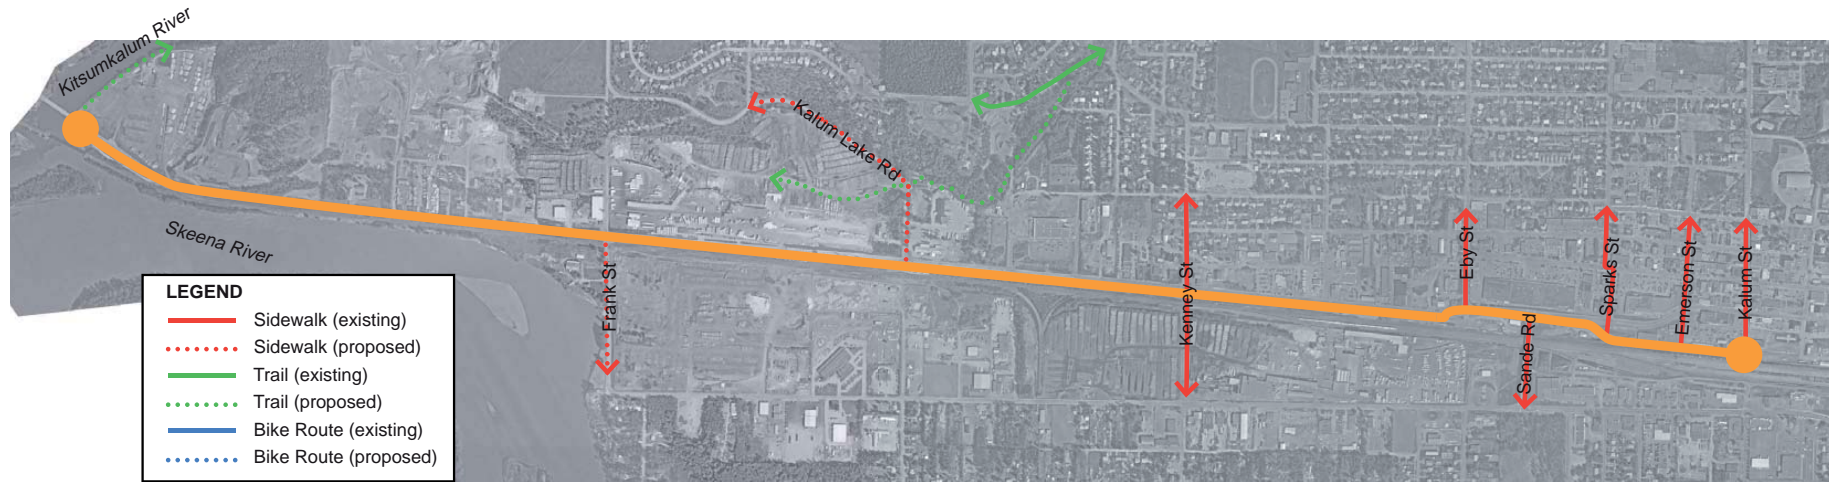 Kitsumkalum River
Kalum Lake Rd
Skeena River
Frank St
Kenney St
Eby St
Sande Rd
Sparks St
Emerson St
Kalum St
LEGEND
Sidewalk (existing)
Sidewalk (proposed)
Trail (existing)
Trail (proposed)
Bike Route (existing)
Bike Route (proposed)